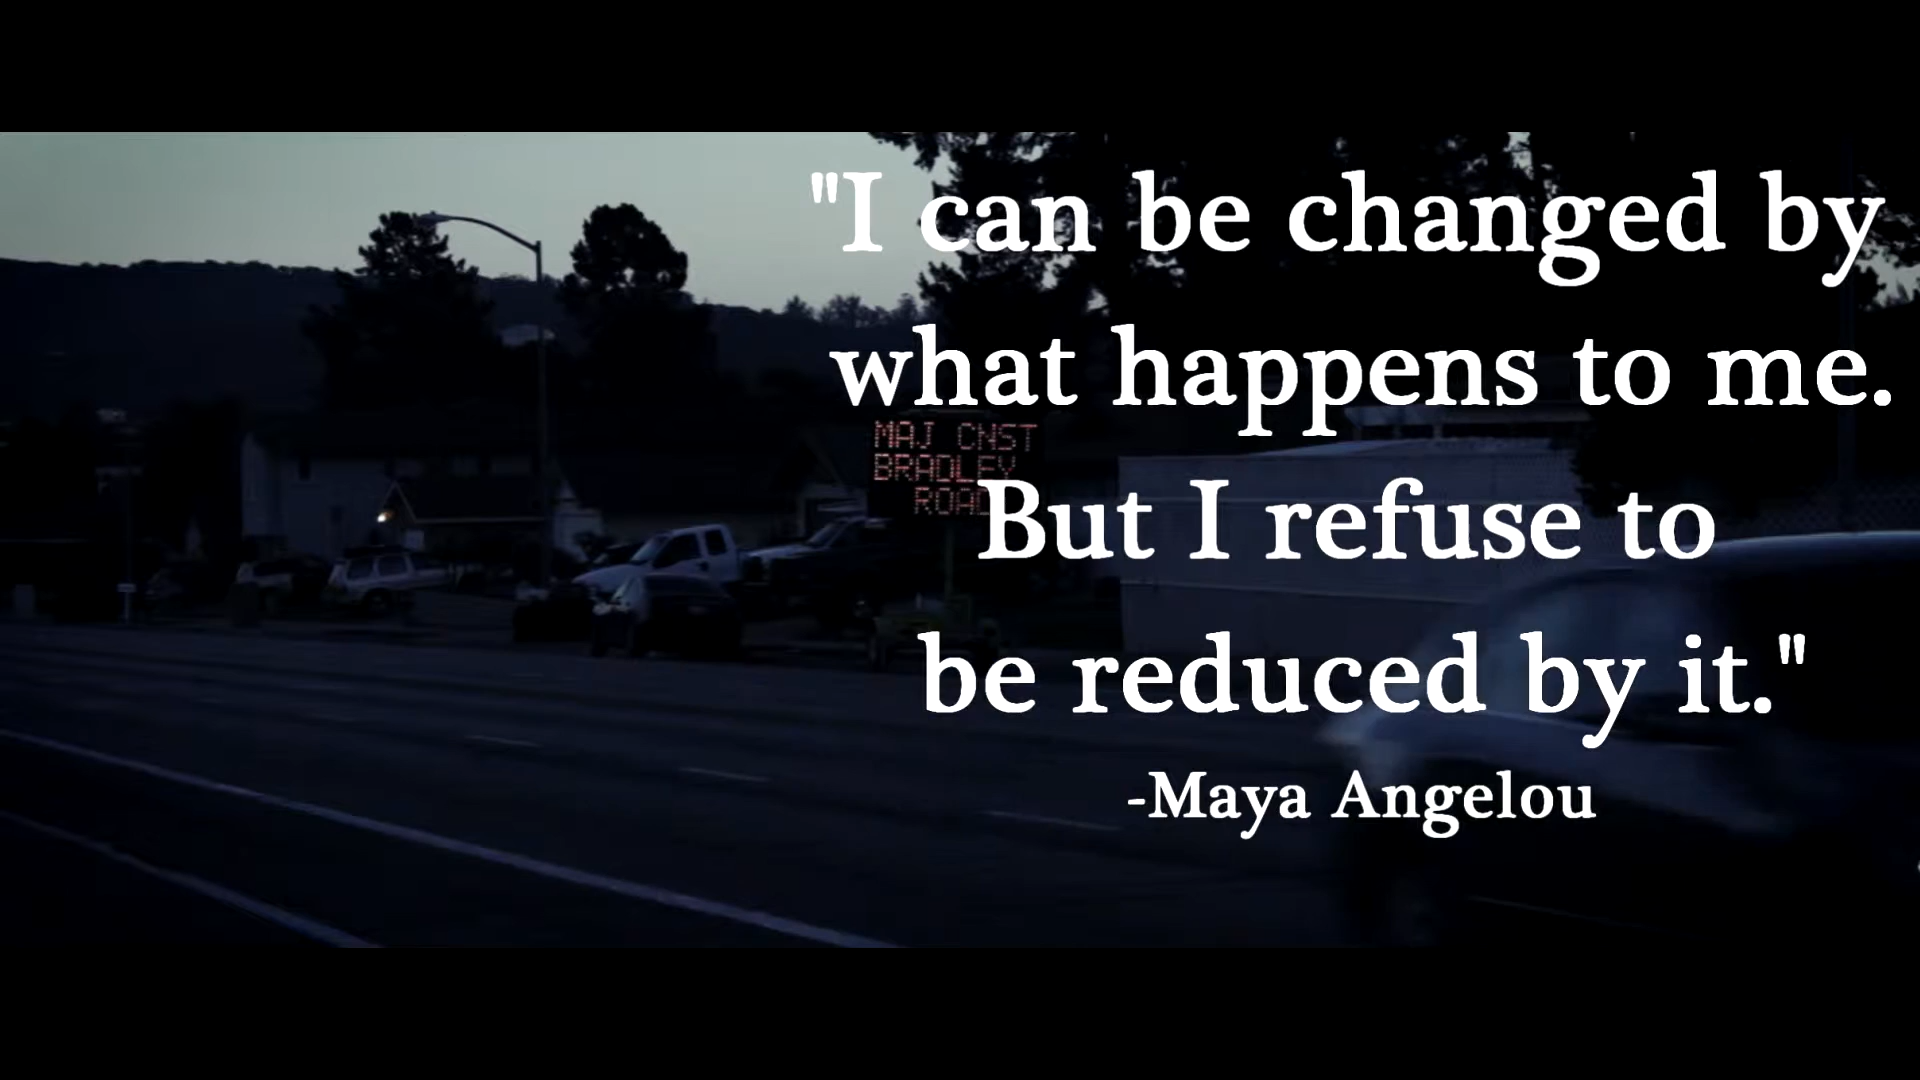 "I can be changed by
what happens to me.
MAJ CNST
BRADLEY
ROAD
But I refuse to
be reduced by it."
-Maya Angelou